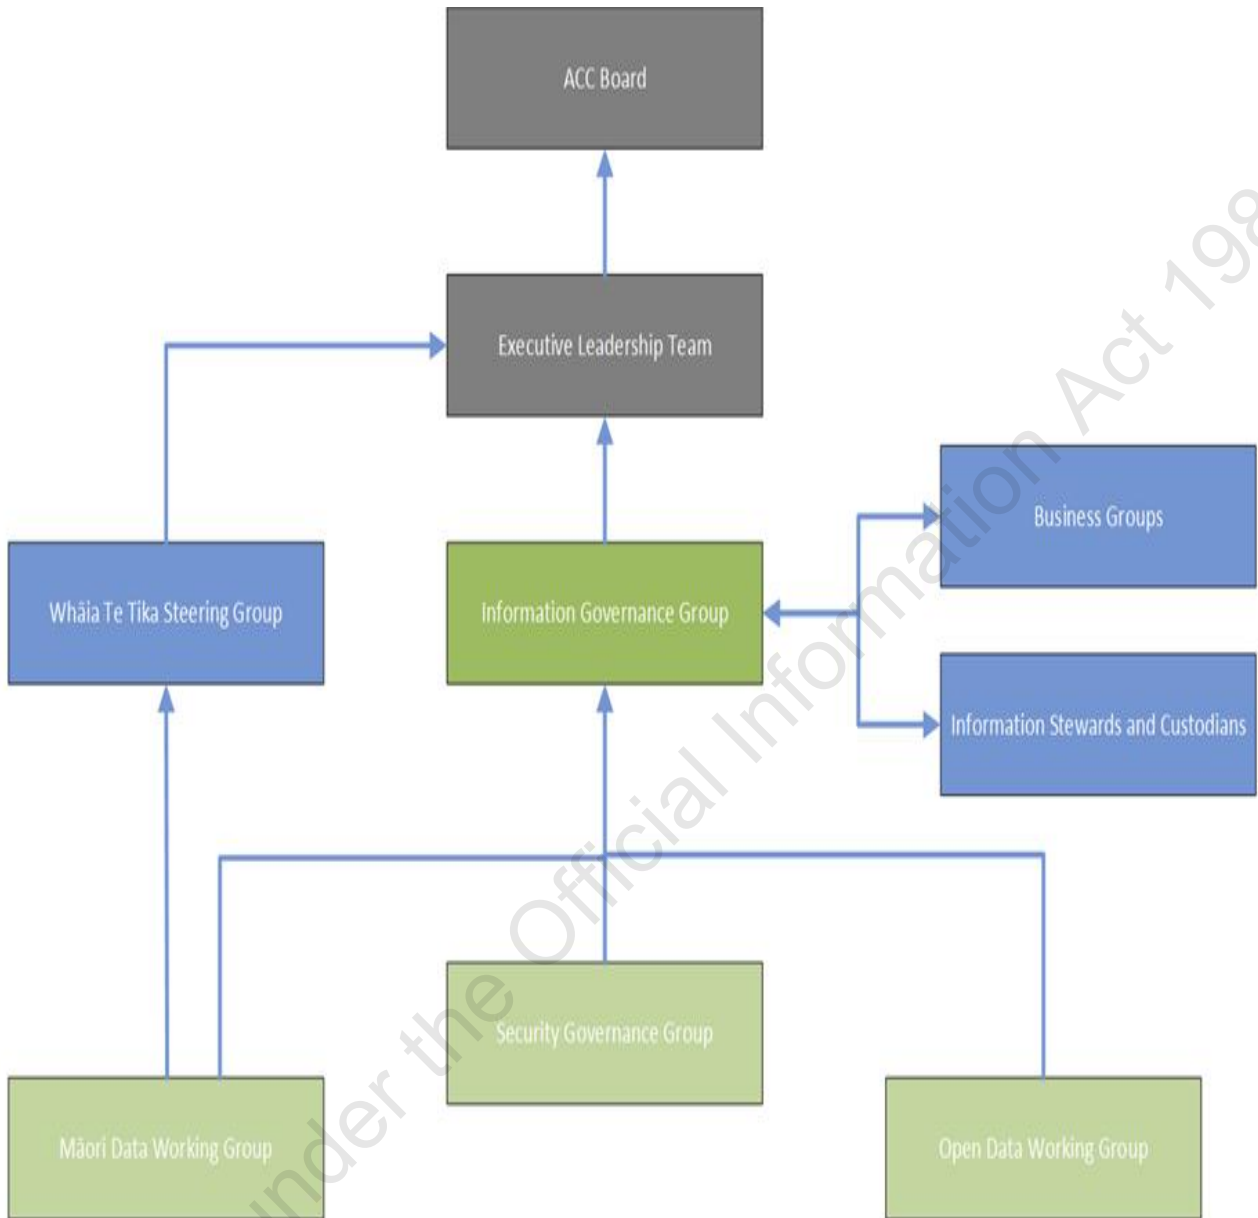 ACC Board
Executive Leadership Team
Business Groups
Whāia Te Tika Steering Group
Information Governance Group
Information Stewards and Custodians
Security Governance Group
Māori Data Working Group
Open Data Working Group
under the Official Information Act 198